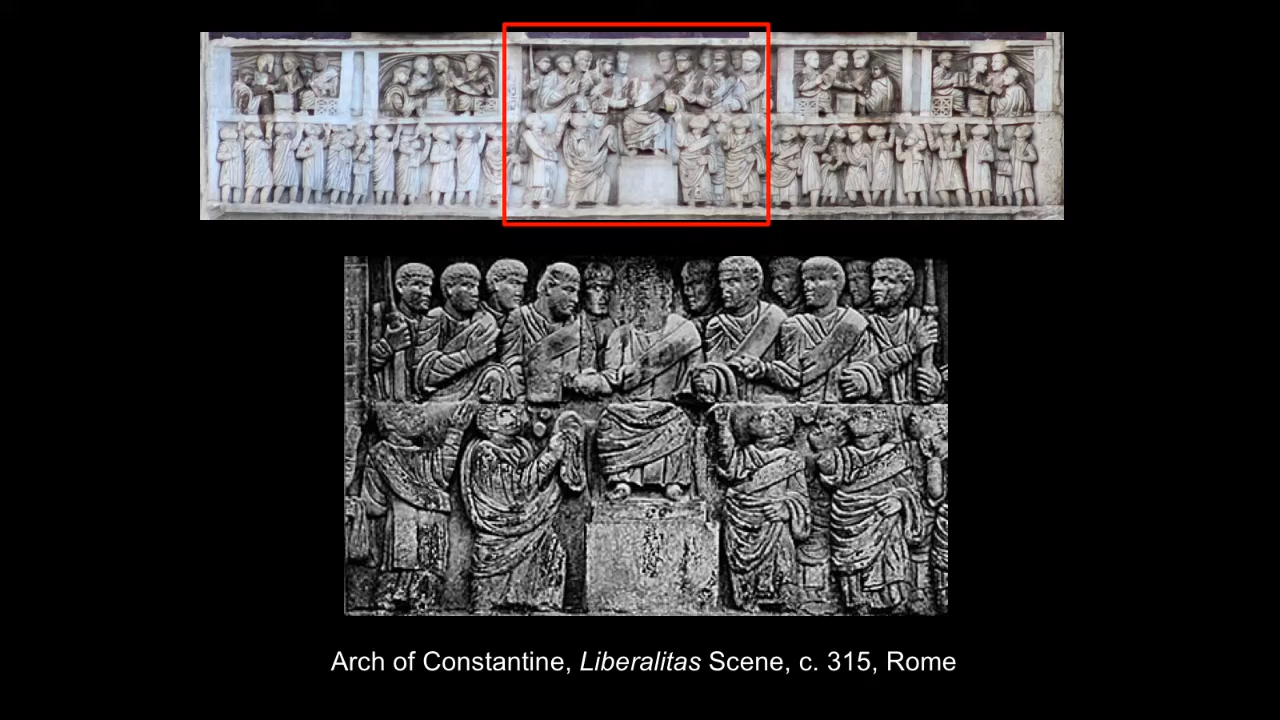 Arch of Constantine, Liberalitas Scene, c. 315, Rome